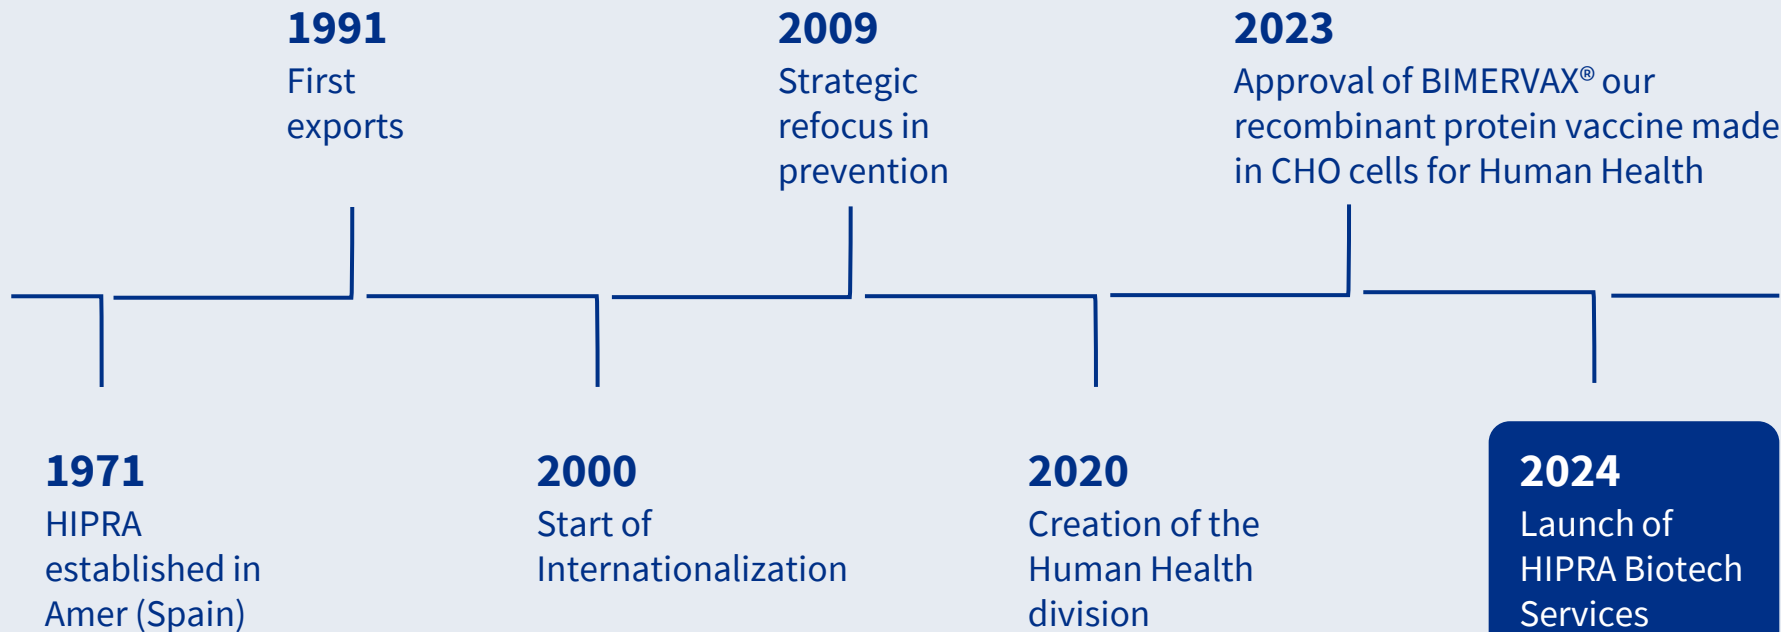 1991
First
exports
2009
Strategic
refocus in
prevention
2023
Approval of BIMERVAX® our
recombinant protein vaccine made
in CHO cells for Human Health
1971
HIPRA
established in
Amer (Spain)
2000
Start of
Internationalization
2020
Creation of the
Human Health
division
2024
Launch of
HIPRA Biotech
Services